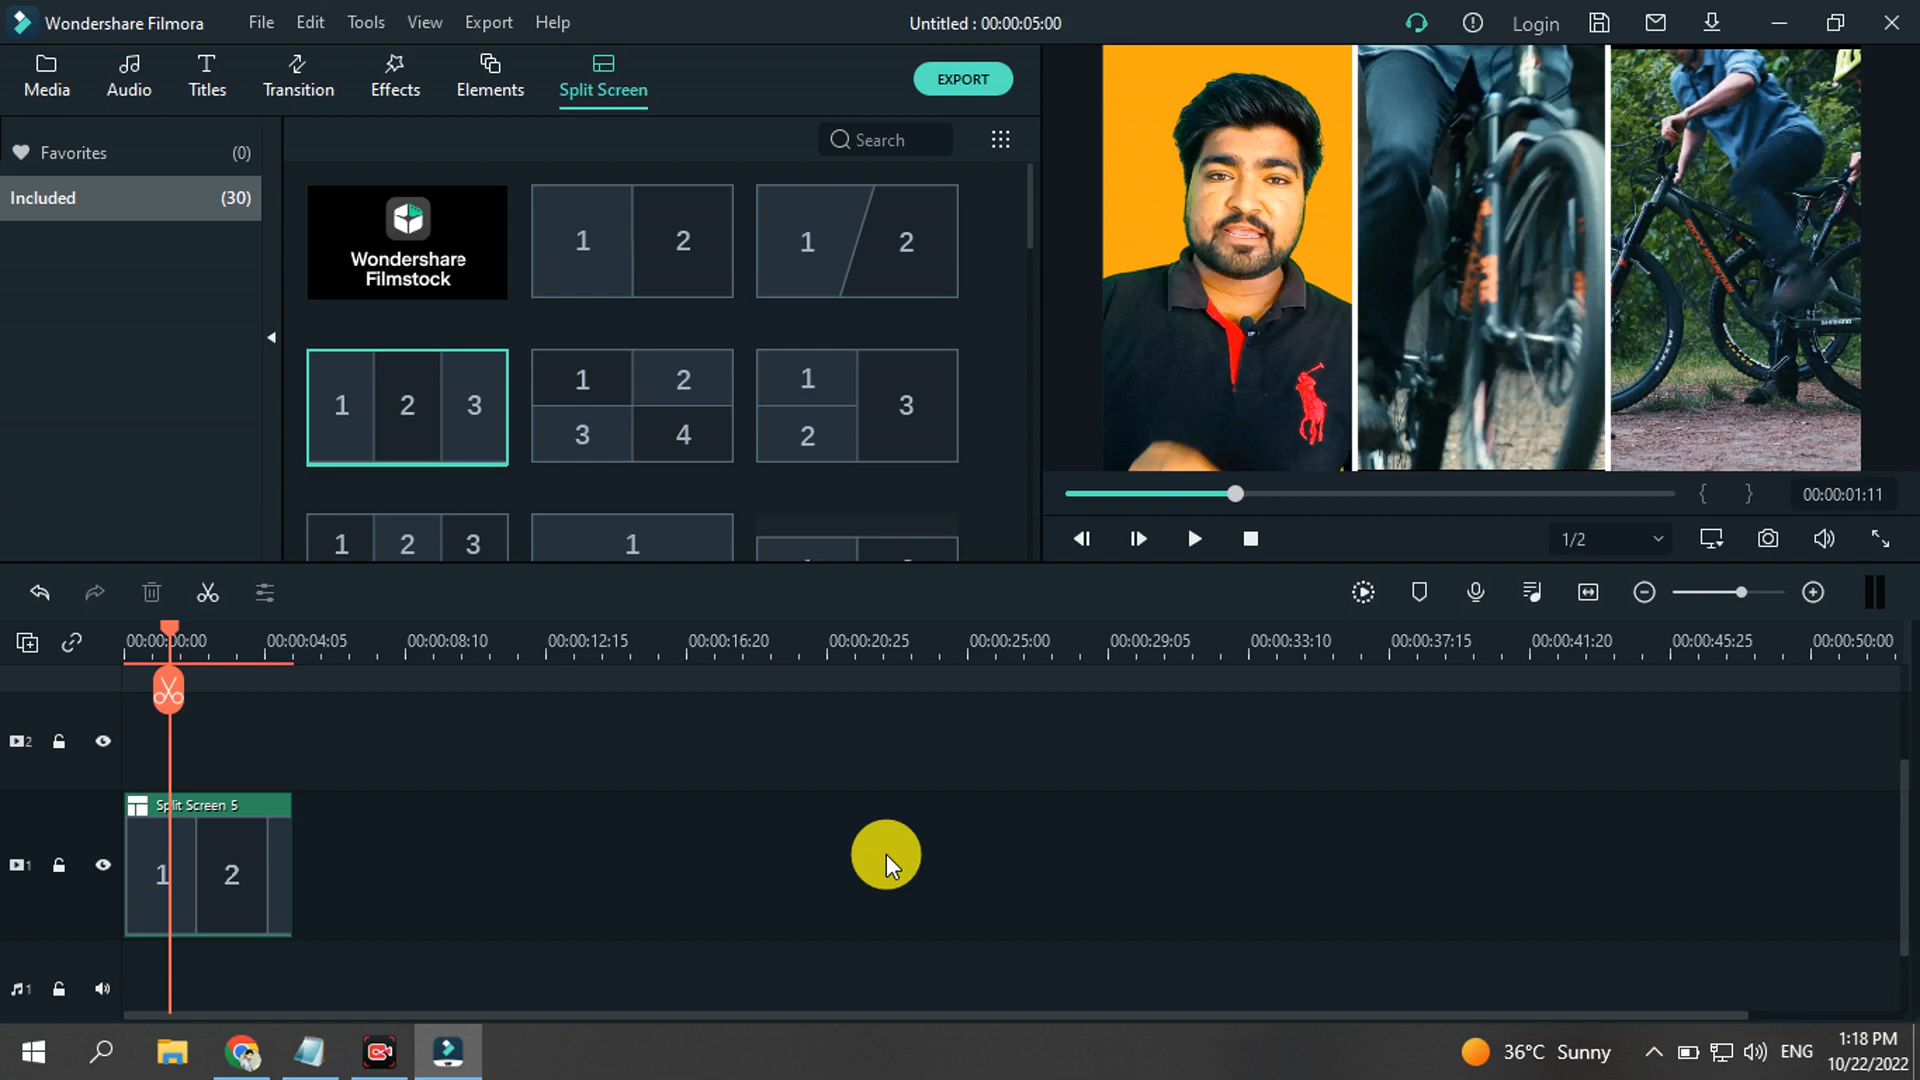 Wondershare Filmora
File Edit Tools View Export Help
Untitled : 00:00:05:00
Login
Media Audio Titles Transition Effects Elements Split Screen
EXPORT
Favorites (0)
Included (30)
Search
Wondershare
Filmstock
1 2
1 2
1 2 3
1 2
3 4
1
2
3
1 2 3
1
00:00:01:11
1/2
00:00:00:00 00:00:04:05 00:00:08:10 00:00:12:15 00:00:16:20 00:00:20:25 00:00:25:00 00:00:29:05 00:00:33:10 00:00:37:15 00:00:41:20 00:00:45:25 00:00:50:00
2
Split Screen 5
1
1 2
1
36°C Sunny
ENG
1:18 PM
10/22/2022